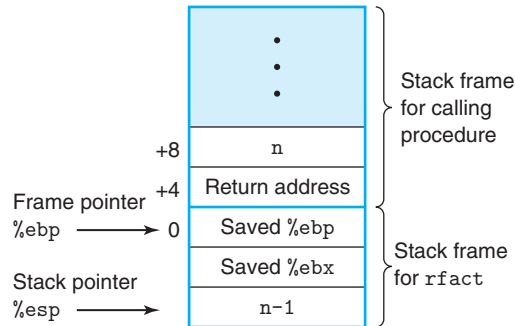 Stack frame
for calling
procedure
+8
n
+4
Return address
Frame pointer
%ebp
0
Saved %ebp
Saved %ebx
Stack frame
for rfact
Stack pointer
%esp
n-1